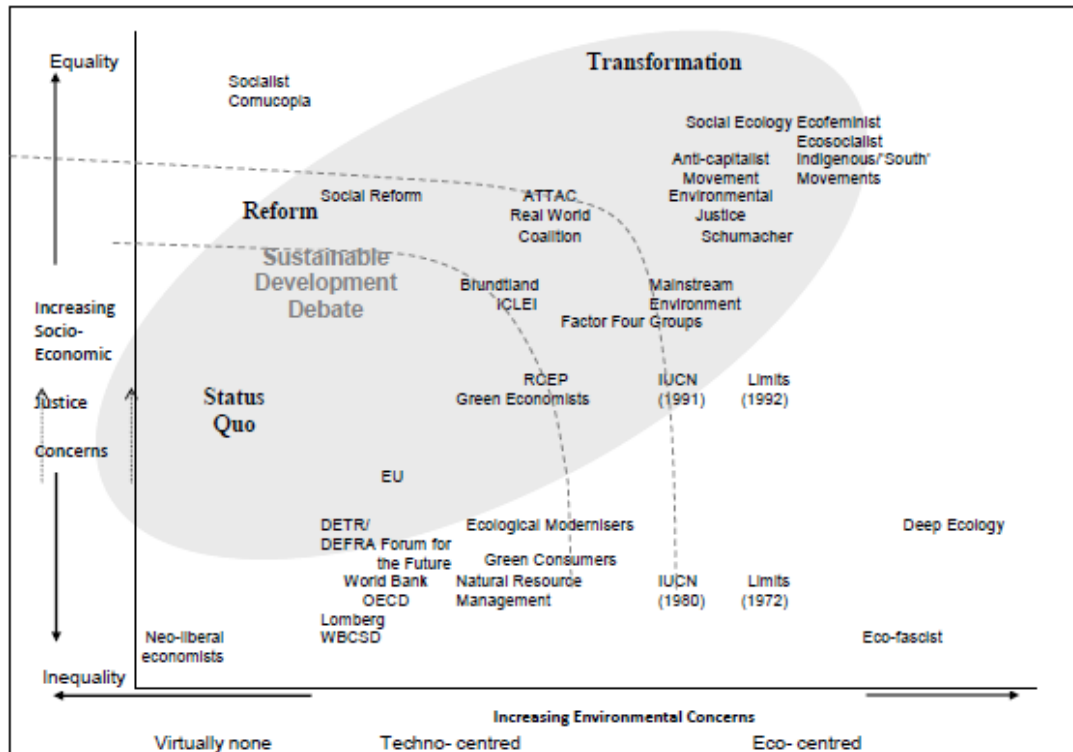 Equality
Transformation
Socialist
Cornucopia
Social Ecology Ecofeminist
Ecosocialist
Anti-capitalist Indigenous/'South'
Movement Movements
Social Reform ATTAC Environmental
Reform Real World Justice
Coalition Schumacher
Sustainable
Development
Debate
Brundtland Mainstream
ICLEI Environment
Factor Four Groups
Increasing
Socio-
Economic
Justice
Concerns
RCEP IUCN Limits
Green Economists (1991) (1992)
Status
Quo
EU
DETR/ Ecological Modernisers Deep Ecology
DEFRA Forum for
the Future Green Consumers
World Bank Natural Resource IUCN Limits
OECD Management (1980) (1972)
Lomberg
WBCSD
Neo-liberal Eco-fascist
economists
Inequality
Increasing Environmental Concerns
Virtually none Techno- centred Eco- centred